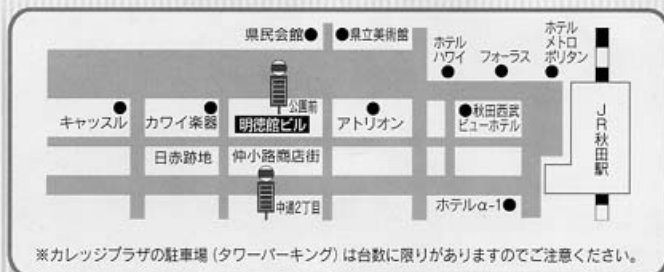 県民会館●
●県立美術館
ホテル
ハワイ
フォーラス
ホテル
メトロ
ポリタン
公園前
キャッスル
カワイ楽器
明徳館ビル
アトリオン
●秋田西武
ビューホテル
JR秋田駅
日赤跡地
仲小路商店街
中通2丁目
ホテルα-1●
※カレッジプラザの駐車場(タワーパーキング)は台数に限りがありますのでご注意ください。